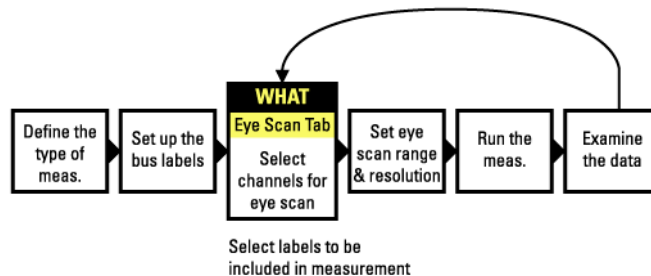 WHAT
Eye Scan Tab
Define the
type of
meas.
Set up the
bus labels
Select
channels for
eye scan
Set eye
scan range
& resolution
Run the
meas.
Examine
the data
Select labels to be
included in measurement